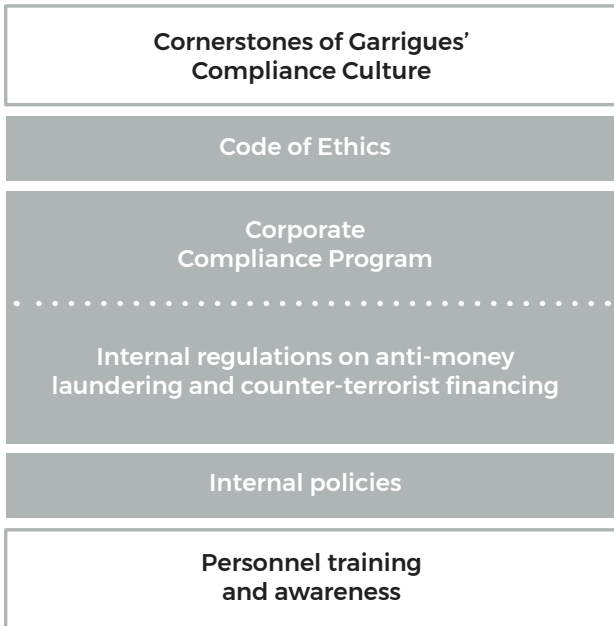 Cornerstones of Garrigues’
Compliance Culture
Code of Ethics
Corporate
Compliance Program
Internal regulations on anti-money
laundering and counter-terrorist financing
Internal policies
Personnel training
and awareness